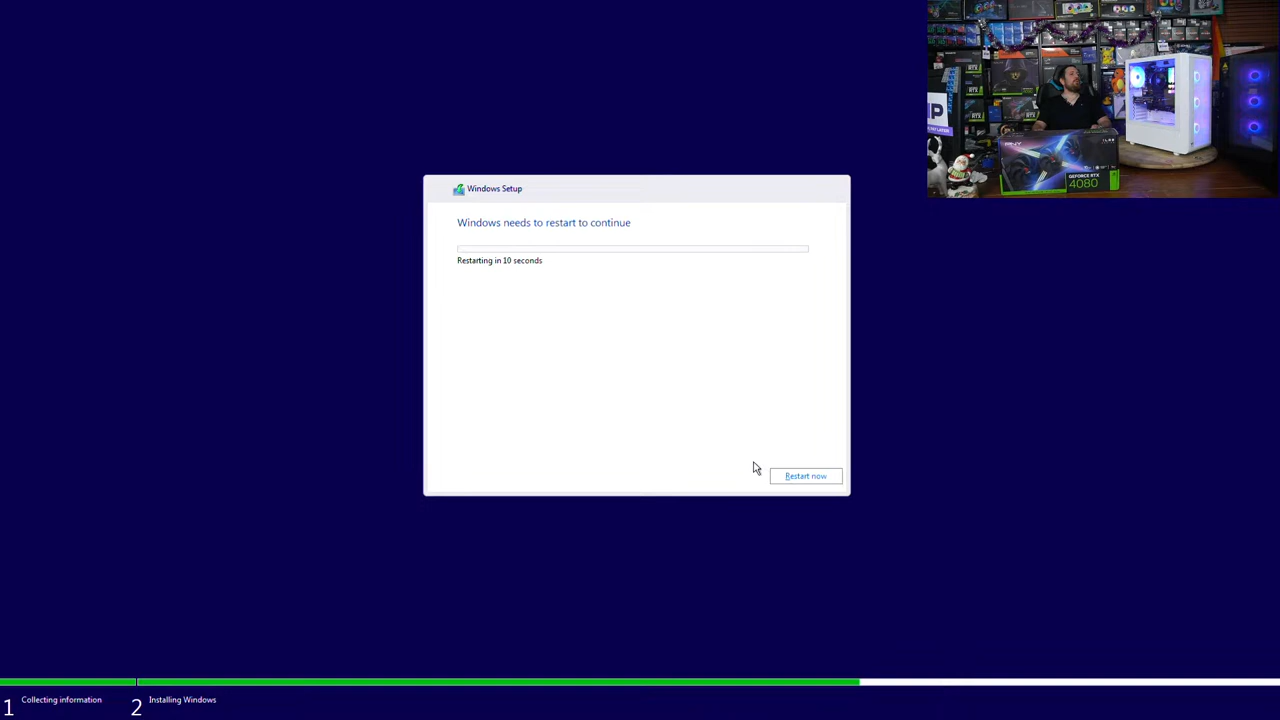 Windows Setup
Windows needs to restart to continue
Restarting in 10 seconds
Restart now
1 Collecting information
2 Installing Windows
PNY
GEFORCE RTX
4080